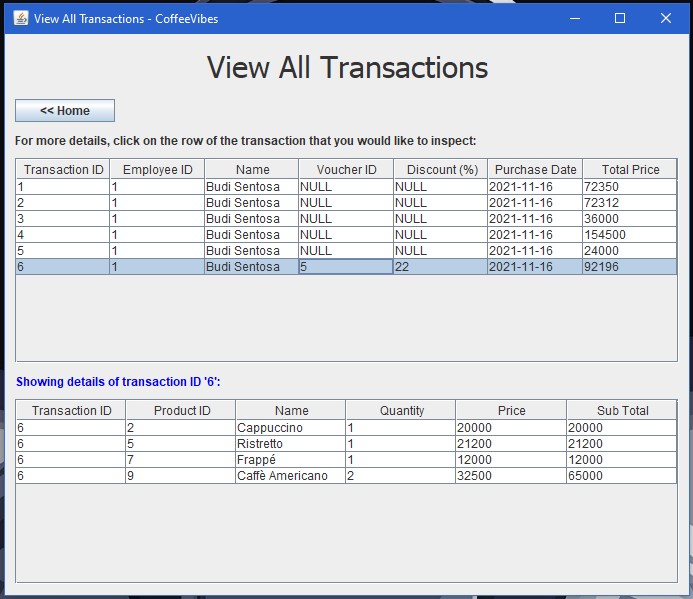 View All Transactions - CoffeeVibes
View All Transactions
<< Home
For more details, click on the row of the transaction that you would like to inspect:
Transaction ID Employee ID Name Voucher ID Discount (%) Purchase Date Total Price
1 1 Budi Sentosa NULL NULL 2021-11-16 72350
2 1 Budi Sentosa NULL NULL 2021-11-16 72312
3 1 Budi Sentosa NULL NULL 2021-11-16 36000
4 1 Budi Sentosa NULL NULL 2021-11-16 154500
5 1 Budi Sentosa NULL NULL 2021-11-16 24000
6 1 Budi Sentosa 5 22 2021-11-16 92196
Showing details of transaction ID '6':
Transaction ID Product ID Name Quantity Price Sub Total
6 2 Cappuccino 1 20000 20000
6 5 Ristretto 1 21200 21200
6 7 Frappé 1 12000 12000
6 9 Caffè Americano 2 32500 65000